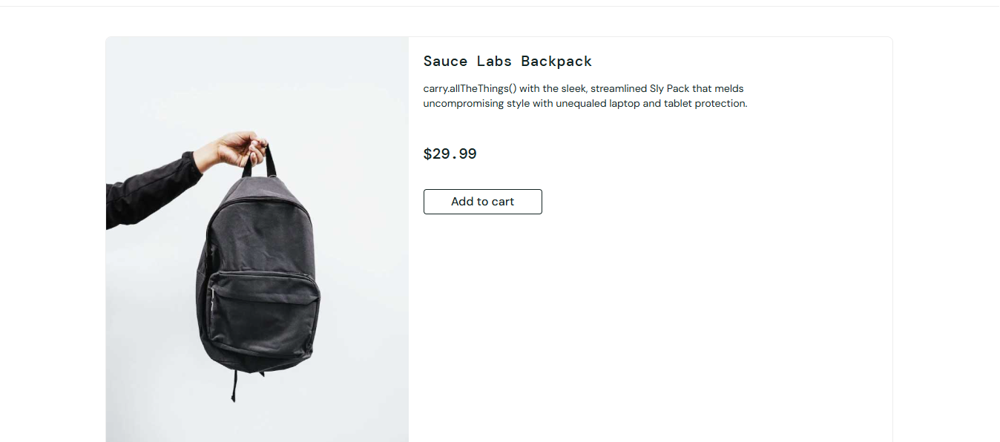 Sauce Labs Backpack
carry.allTheThings() with the sleek, streamlined Sly Pack that melds
uncompromising style with unequaled laptop and tablet protection.
$29.99
Add to cart